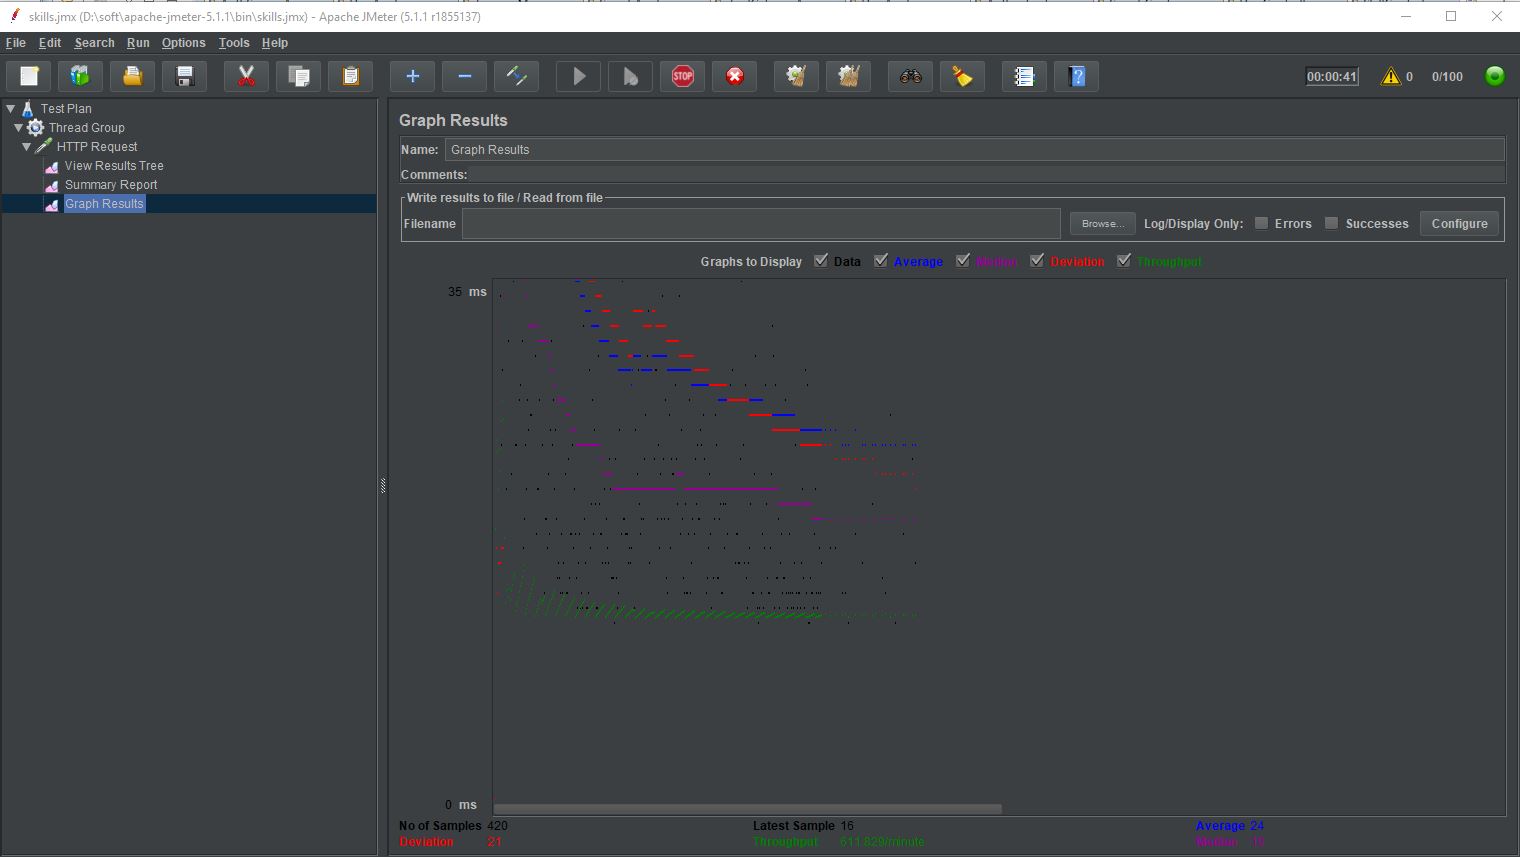 skills.jmx (D:\soft\apache-jmeter-5.1.1\bin\skills.jmx) - Apache JMeter (5.1.1 r1855137)
File Edit Search Run Options Tools Help
STOP 00:00:41 0 0/100
Test Plan
Thread Group
HTTP Request
View Results Tree
Summary Report
Graph Results
Graph Results
Name: Graph Results
Comments:
Write results to file / Read from file
Filename Browse... Log/Display Only: Errors Successes Configure
Graphs to Display Data Average Median Deviation Throughput
35 ms
0 ms
No of Samples 420 Latest Sample 16 Average 24
Deviation 21 Throughput 611.829/minute Median